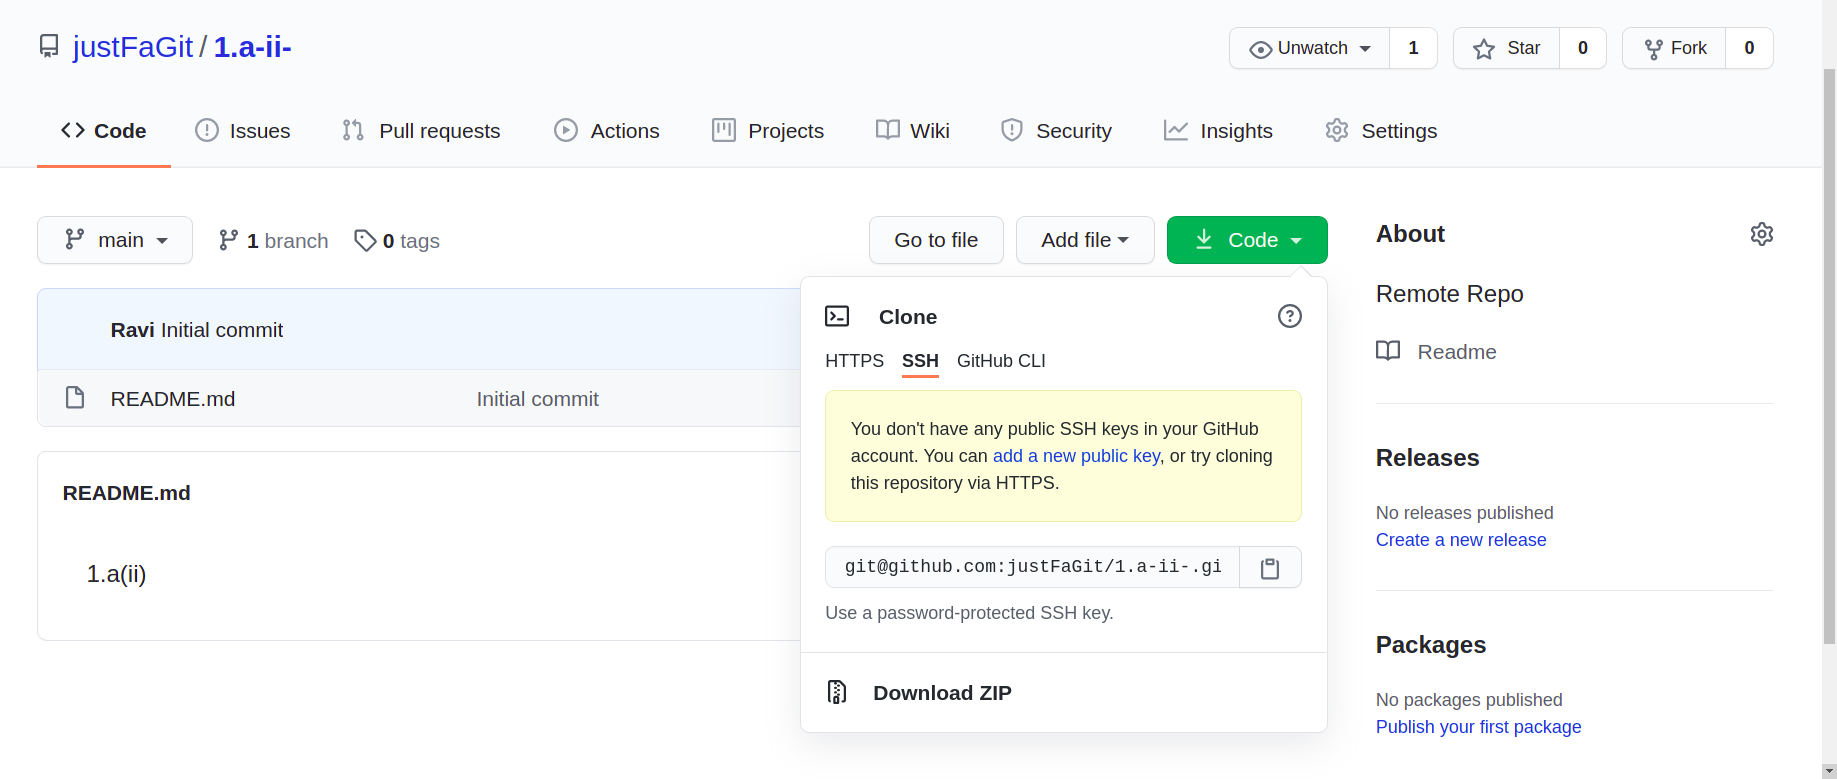 justFaGit / 1.a-ii-
Unwatch 1 Star 0 Fork 0
Code Issues Pull requests Actions Projects Wiki Security Insights Settings
main 1 branch 0 tags Go to file Add file Code
Ravi Initial commit
README.md Initial commit
README.md
1.a(ii)
Clone
HTTPS SSH GitHub CLI
You don't have any public SSH keys in your GitHub
account. You can add a new public key, or try cloning
this repository via HTTPS.
git@github.com:justFaGit/1.a-ii-.gi
Use a password-protected SSH key.
Download ZIP
About
Remote Repo
Readme
Releases
No releases published
Create a new release
Packages
No packages published
Publish your first package